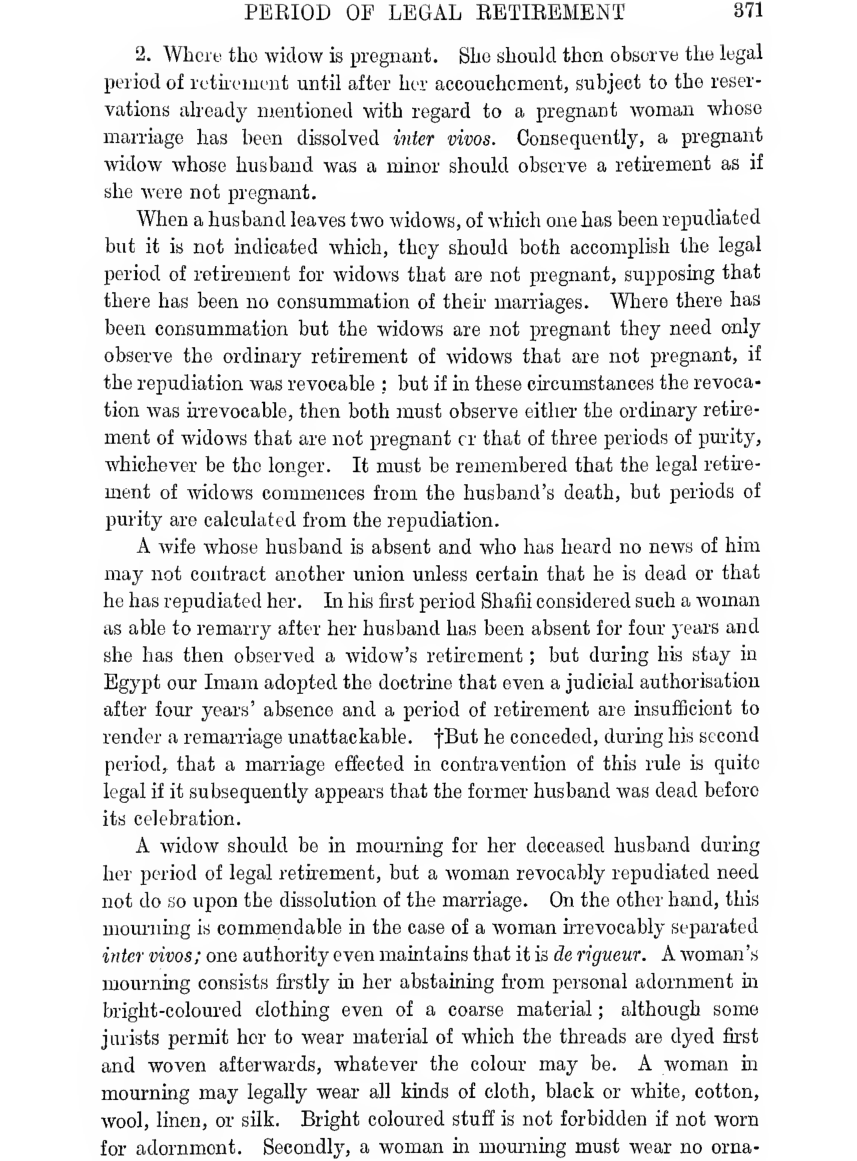 PERIOD OF LEGAL RETIREMENT 371
2. Where the widow is pregnant. She should then observe the legal
period of retirement until after her accouchement, subject to the reser-
vations already mentioned with regard to a pregnant woman whose
marriage has been dissolved inter vivos. Consequently, a pregnant
widow whose husband was a minor should observe a retirement as if
she were not pregnant.
When a husband leaves two widows, of which one has been repudiated
but it is not indicated which, they should both accomplish the legal
period of retirement for widows that are not pregnant, supposing that
there has been no consummation of their marriages. Where there has
been consummation but the widows are not pregnant they need only
observe the ordinary retirement of widows that are not pregnant, if
the repudiation was revocable ; but if in these circumstances the revoca-
tion was irrevocable, then both must observe either the ordinary retire-
ment of widows that are not pregnant or that of three periods of purity,
whichever be the longer. It must be remembered that the legal retire-
ment of widows commences from the husband's death, but periods of
purity are calculated from the repudiation.
A wife whose husband is absent and who has heard no news of him
may not contract another union unless certain that he is dead or that
he has repudiated her. In his first period Shafii considered such a woman
as able to remarry after her husband has been absent for four years and
she has then observed a widow's retirement ; but during his stay in
Egypt our Imam adopted the doctrine that even a judicial authorisation
after four years' absence and a period of retirement are insufficient to
render a remarriage unattackable. †But he conceded, during his second
period, that a marriage effected in contravention of this rule is quite
legal if it subsequently appears that the former husband was dead before
its celebration.
A widow should be in mourning for her deceased husband during
her period of legal retirement, but a woman revocably repudiated need
not do so upon the dissolution of the marriage. On the other hand, this
mourning is commendable in the case of a woman irrevocably separated
inter vivos; one authority even maintains that it is de rigueur. A woman's
mourning consists firstly in her abstaining from personal adornment in
bright-coloured clothing even of a coarse material ; although some
jurists permit her to wear material of which the threads are dyed first
and woven afterwards, whatever the colour may be. A woman in
mourning may legally wear all kinds of cloth, black or white, cotton,
wool, linen, or silk. Bright coloured stuff is not forbidden if not worn
for adornment. Secondly, a woman in mourning must wear no orna-